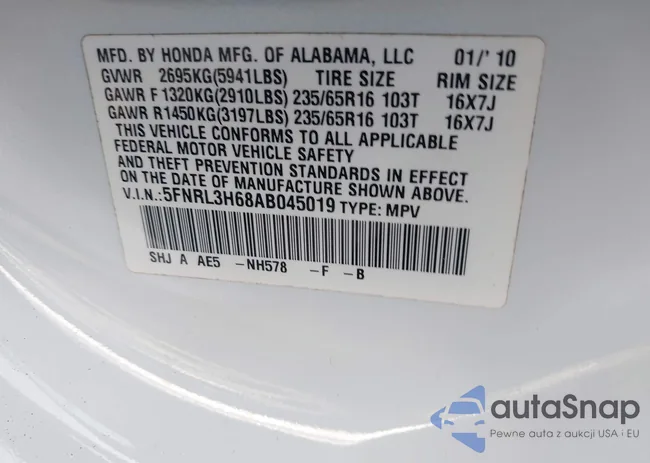 MFD. BY HONDA MFG. OF ALABAMA, LLC 01/' 10
GVWR 2695KG(5941LBS) TIRE SIZE RIM SIZE
GAWR F 1320KG(2910LBS) 235/65R16 103T 16X7J
GAWR R1450KG(3197LBS) 235/65R16 103T 16X7J
THIS VEHICLE CONFORMS TO ALL APPLICABLE
FEDERAL MOTOR VEHICLE SAFETY
AND THEFT PREVENTION STANDARDS IN EFFECT
ON THE DATE OF MANUFACTURE SHOWN ABOVE.
V.I.N.:5FNRL3H68AB045019 TYPE: MPV
SHJ A AE5 -NH578 -F -B
autaSnap
Pewne auta z aukcji USA i EU